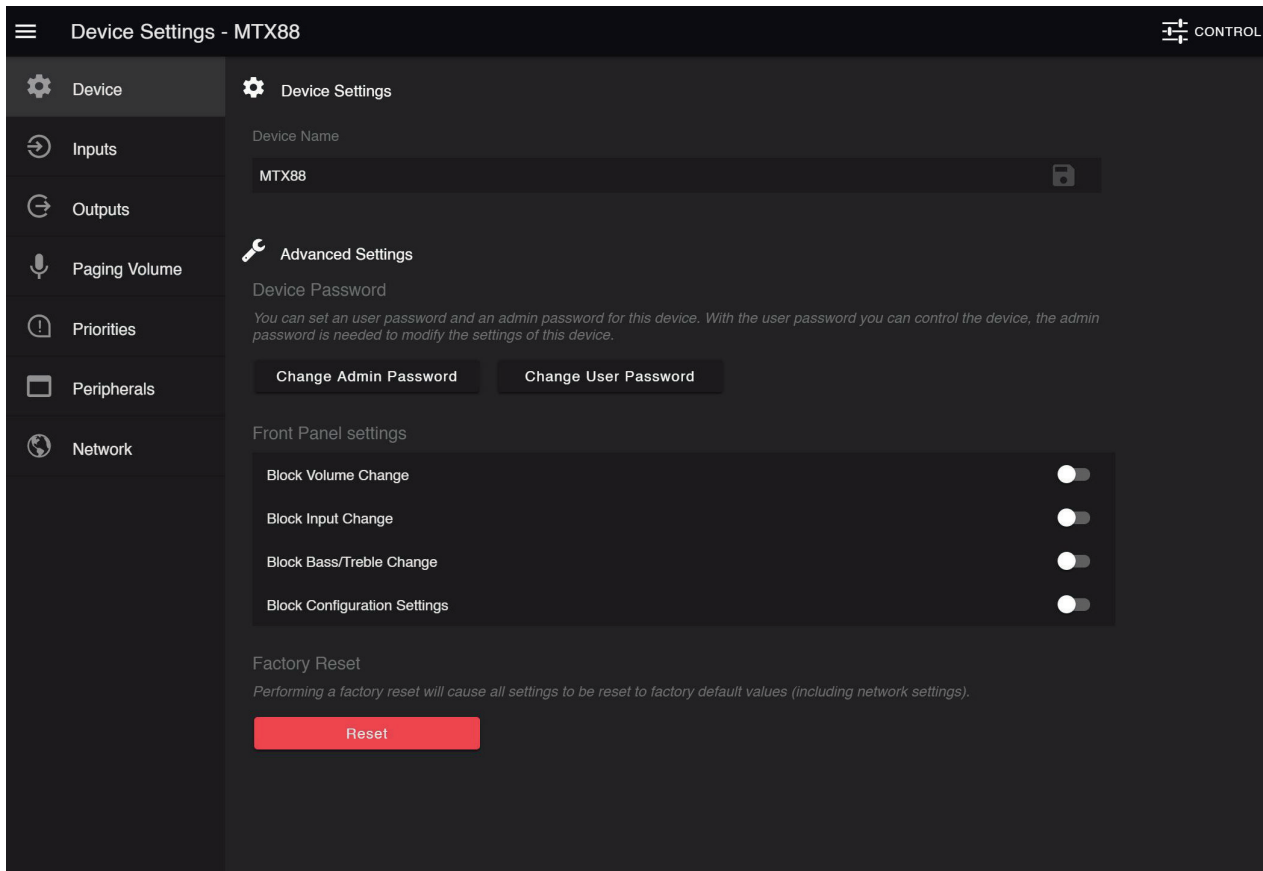 Device Settings - MTX88
CONTROL
Device
Inputs
Outputs
Paging Volume
Priorities
Peripherals
Network
Device Settings
Device Name
MTX88
Advanced Settings
Device Password
You can set an user password and an admin password for this device. With the user password you can control the device, the admin
password is needed to modify the settings of this device.
Change Admin Password
Change User Password
Front Panel settings
Block Volume Change
Block Input Change
Block Bass/Treble Change
Block Configuration Settings
Factory Reset
Performing a factory reset will cause all settings to be reset to factory default values (including network settings).
Reset